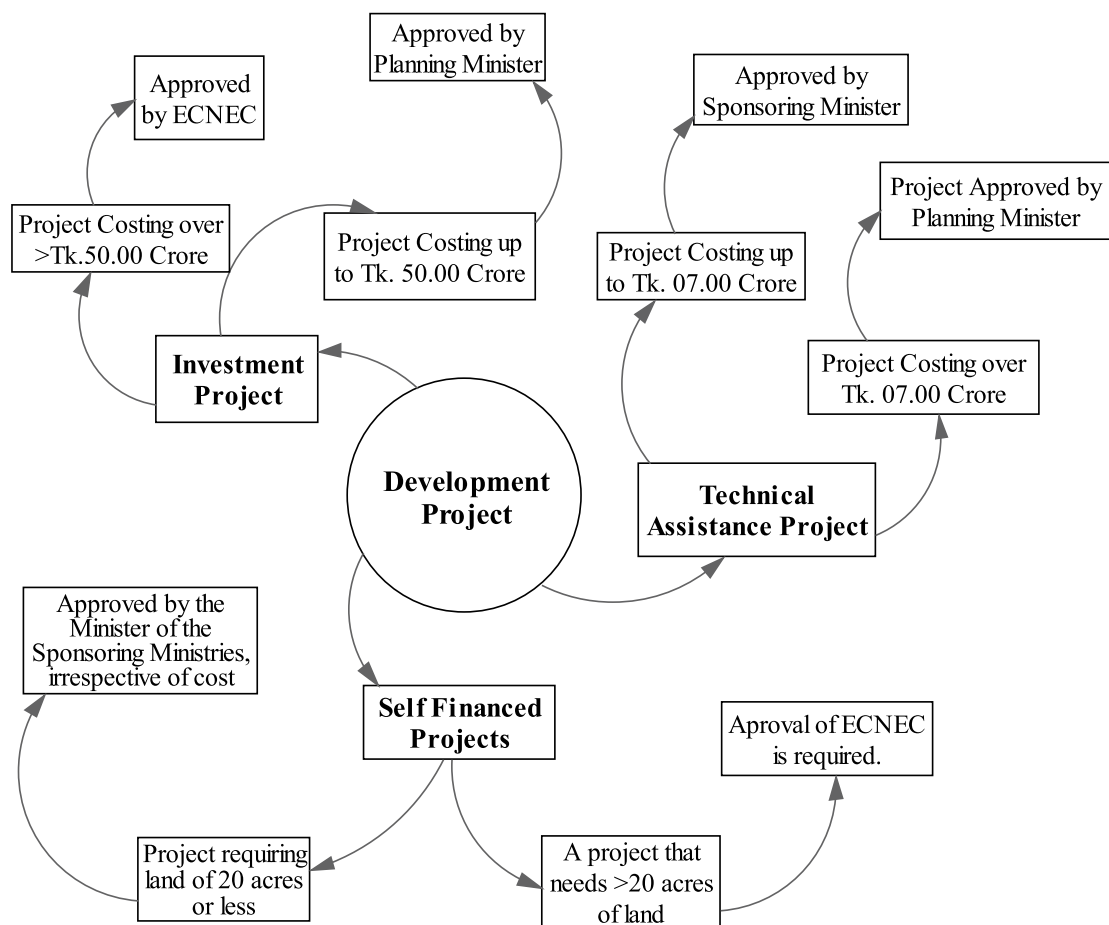 Approved by
Planning Minister
Approved
by ECNEC
Approved by
Sponsoring Minister
Project Approved by
Planning Minister
Project Costing over
>Tk.50.00 Crore
Project Costing up
to Tk. 50.00 Crore
Project Costing up
to Tk. 07.00 Crore
Project Costing over
Tk. 07.00 Crore
Investment
Project
Development
Project
Technical
Assistance Project
Approved by the
Minister of the
Sponsoring Ministries,
irrespective of cost
Self Financed
Projects
Aproval of ECNEC
is required.
Project requiring
land of 20 acres
or less
A project that
needs >20 acres
of land